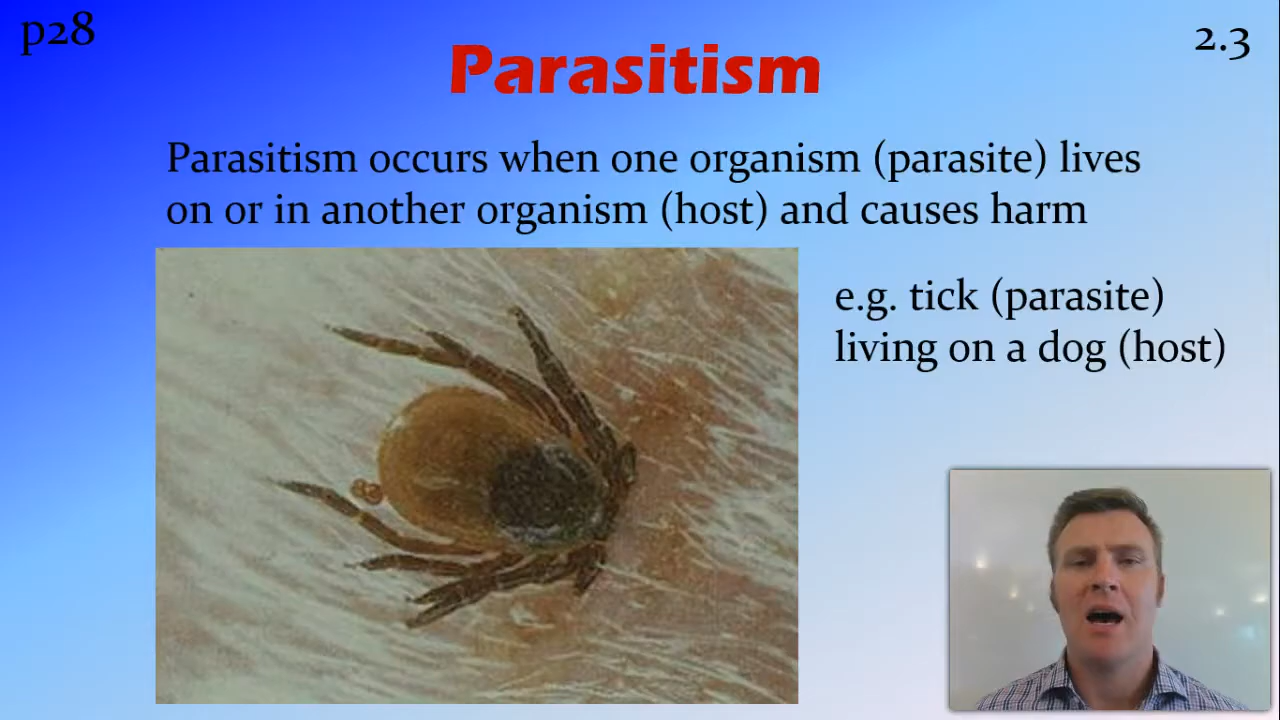 p28
2.3
Parasitism
Parasitism occurs when one organism (parasite) lives
on or in another organism (host) and causes harm
e.g. tick (parasite)
living on a dog (host)